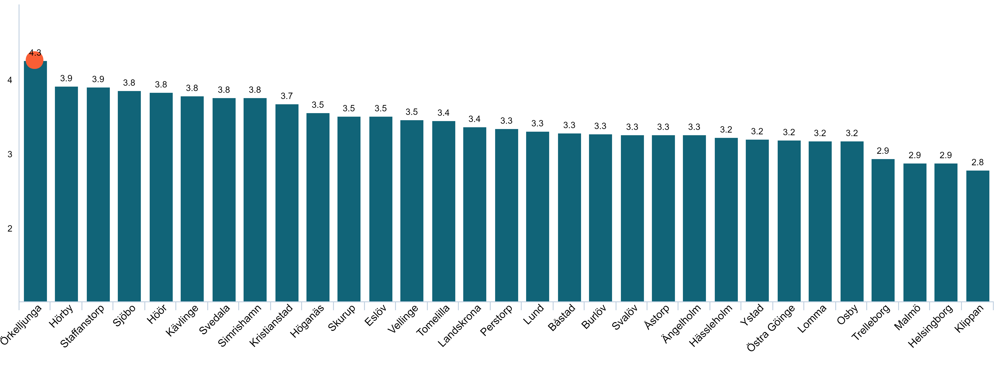 4.3
3.9
3.9
3.8
3.8
3.8
3.8
3.8
3.7
3.5
3.5
3.5
3.5
3.4
3.4
3.3
3.3
3.3
3.3
3.3
3.3
3.3
3.2
3.2
3.2
3.2
3.2
2.9
2.9
2.9
2.8
4
3
2
Örkelljunga
Hörby
Staffanstorp
Sjöbo
Höör
Kävlinge
Svedala
Simrishamn
Kristianstad
Höganäs
Skurup
Eslöv
Vellinge
Tomelilla
Landskrona
Perstorp
Lund
Båstad
Burlöv
Svalöv
Åstorp
Ängelholm
Hässleholm
Ystad
Östra Göinge
Lomma
Osby
Trelleborg
Malmö
Helsingborg
Klippan